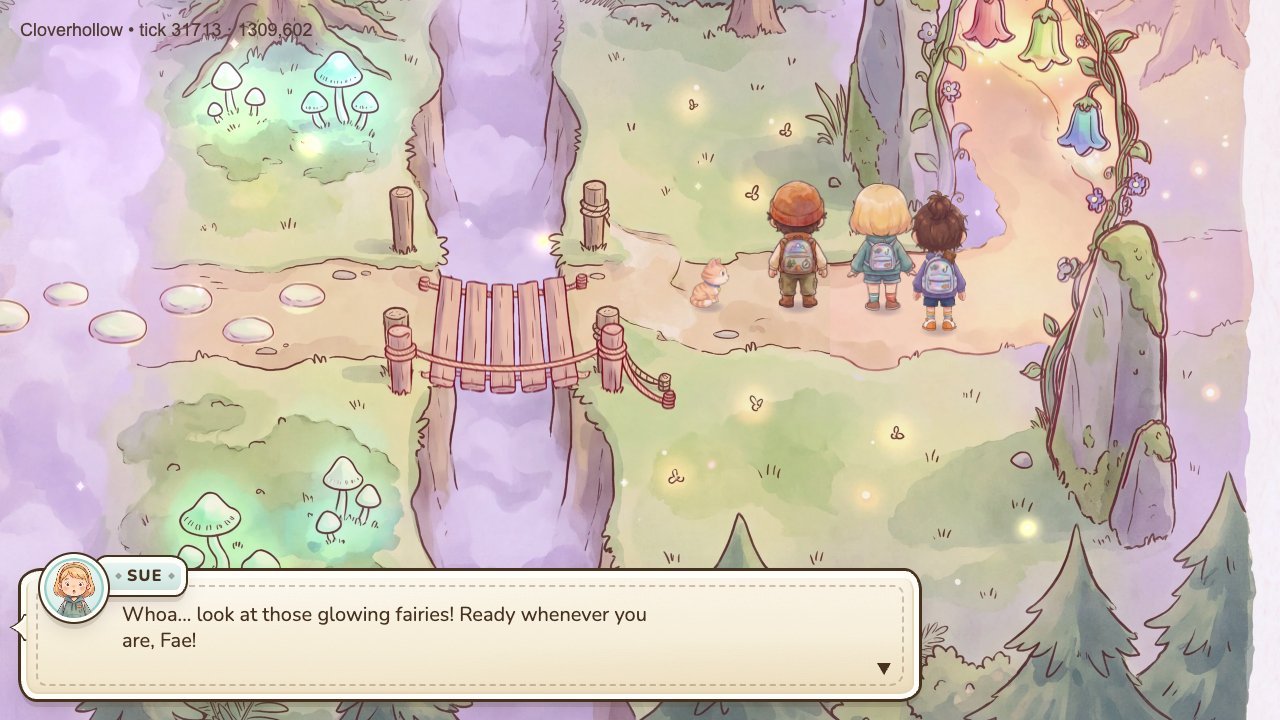 Cloverhollow • tick 31713 · 1309,602
SUE
Whoa... look at those glowing fairies! Ready whenever you
are, Fae!